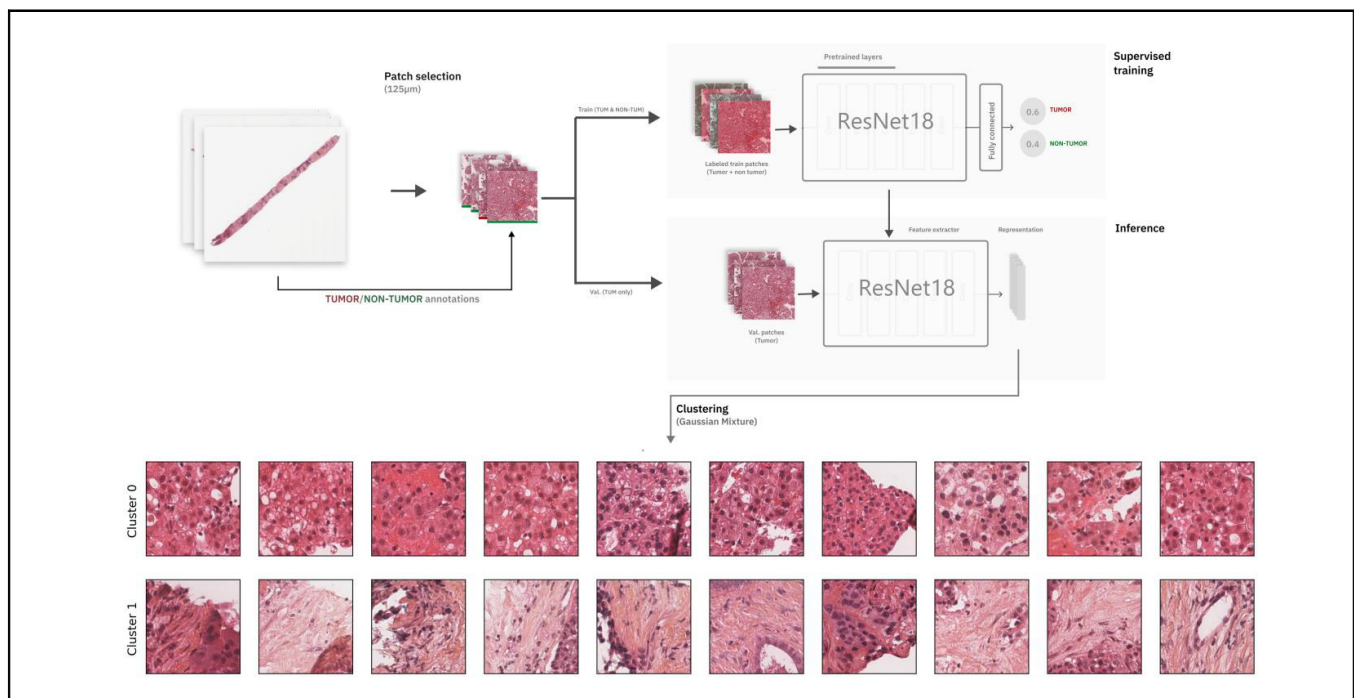 Patch selection
(125µm)
TUMOR/NON-TUMOR annotations
Train (TUM & NON-TUM)
Val. (TUM only)
Supervised
training
Pretrained layers
ResNet18
Fully connected
0.6 TUMOR
0.4 NON-TUMOR
Labeled train patches
(Tumor + non tumor)
Inference
Feature extractor
Representation
ResNet18
Val. patches
(Tumor)
Clustering
(Gaussian Mixture)
Cluster 0
Cluster 1